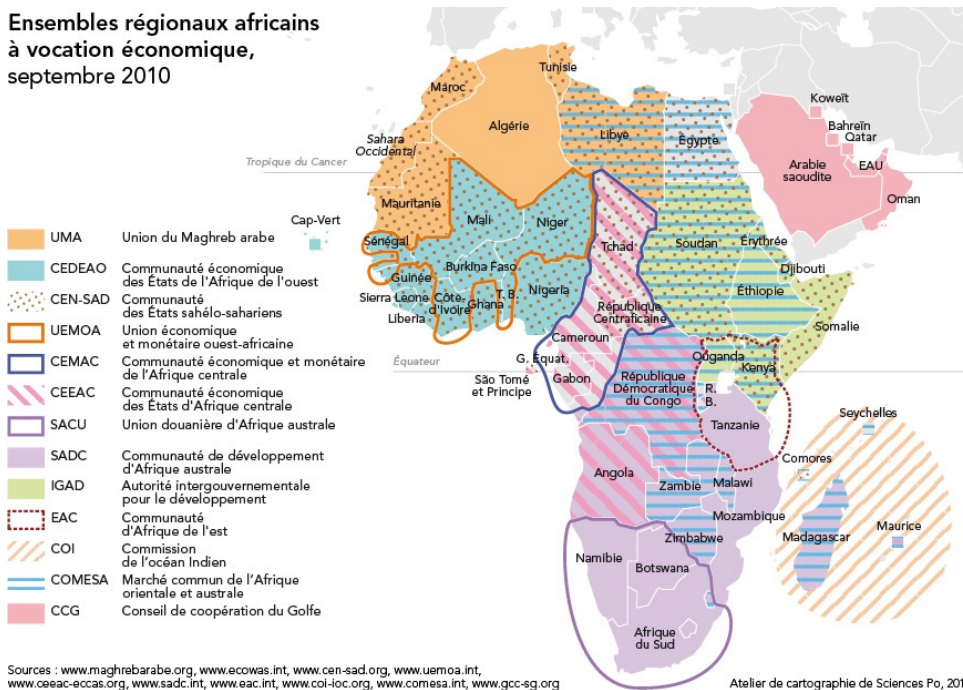 Ensembles régionaux africains
à vocation économique,
septembre 2010
UMA Union du Maghreb arabe
CEDEAO Communauté économique
des États de l'Afrique de l'ouest
CEN-SAD Communauté
des États sahélo-sahariens
UEMOA Union économique
et monétaire ouest-africaine
CEMAC Communauté économique et monétaire
de l'Afrique centrale
CEEAC Communauté économique
des États d'Afrique centrale
SACU Union douanière d'Afrique australe
SADC Communauté de développement
d'Afrique australe
IGAD Autorité intergouvernementale
pour le développement
EAC Communauté
d'Afrique de l'est
COI Commission
de l'océan Indien
COMESA Marché commun de l'Afrique
orientale et australe
CCG Conseil de coopération du Golfe
Tropique du Cancer
Équateur
Maroc
Tunisie
Algérie
Libye
Égypte
Sahara
Occidental
Mauritanie
Mali
Niger
Cap-Vert
Sénégal
Guinée
Sierra Leone
Liberia
Côte
d'Ivoire
Burkina Faso
Ghana
T. B.
Nigeria
Tchad
Soudan
Érythrée
Djibouti
Éthiopie
Somalie
République
Centraficaine
Cameroun
G. Équat.
Gabon
São Tomé
et Principe
République
Démocratique
du Congo
Ouganda
Kenya
R.
B.
Tanzanie
Angola
Zambie
Malawi
Mozambique
Zimbabwe
Namibie
Botswana
Afrique
du Sud
Seychelles
Comores
Madagascar
Maurice
Koweït
Bahreïn
Qatar
EAU
Arabie
saoudite
Oman
Sources : www.maghrebarabe.org, www.ecowas.int, www.cen-sad.org, www.uemoa.int,
www.ceeac-eccas.org, www.sadc.int, www.eac.int, www.coi-ioc.org, www.comesa.int, www.gcc-sg.org
Atelier de cartographie de Sciences Po, 201